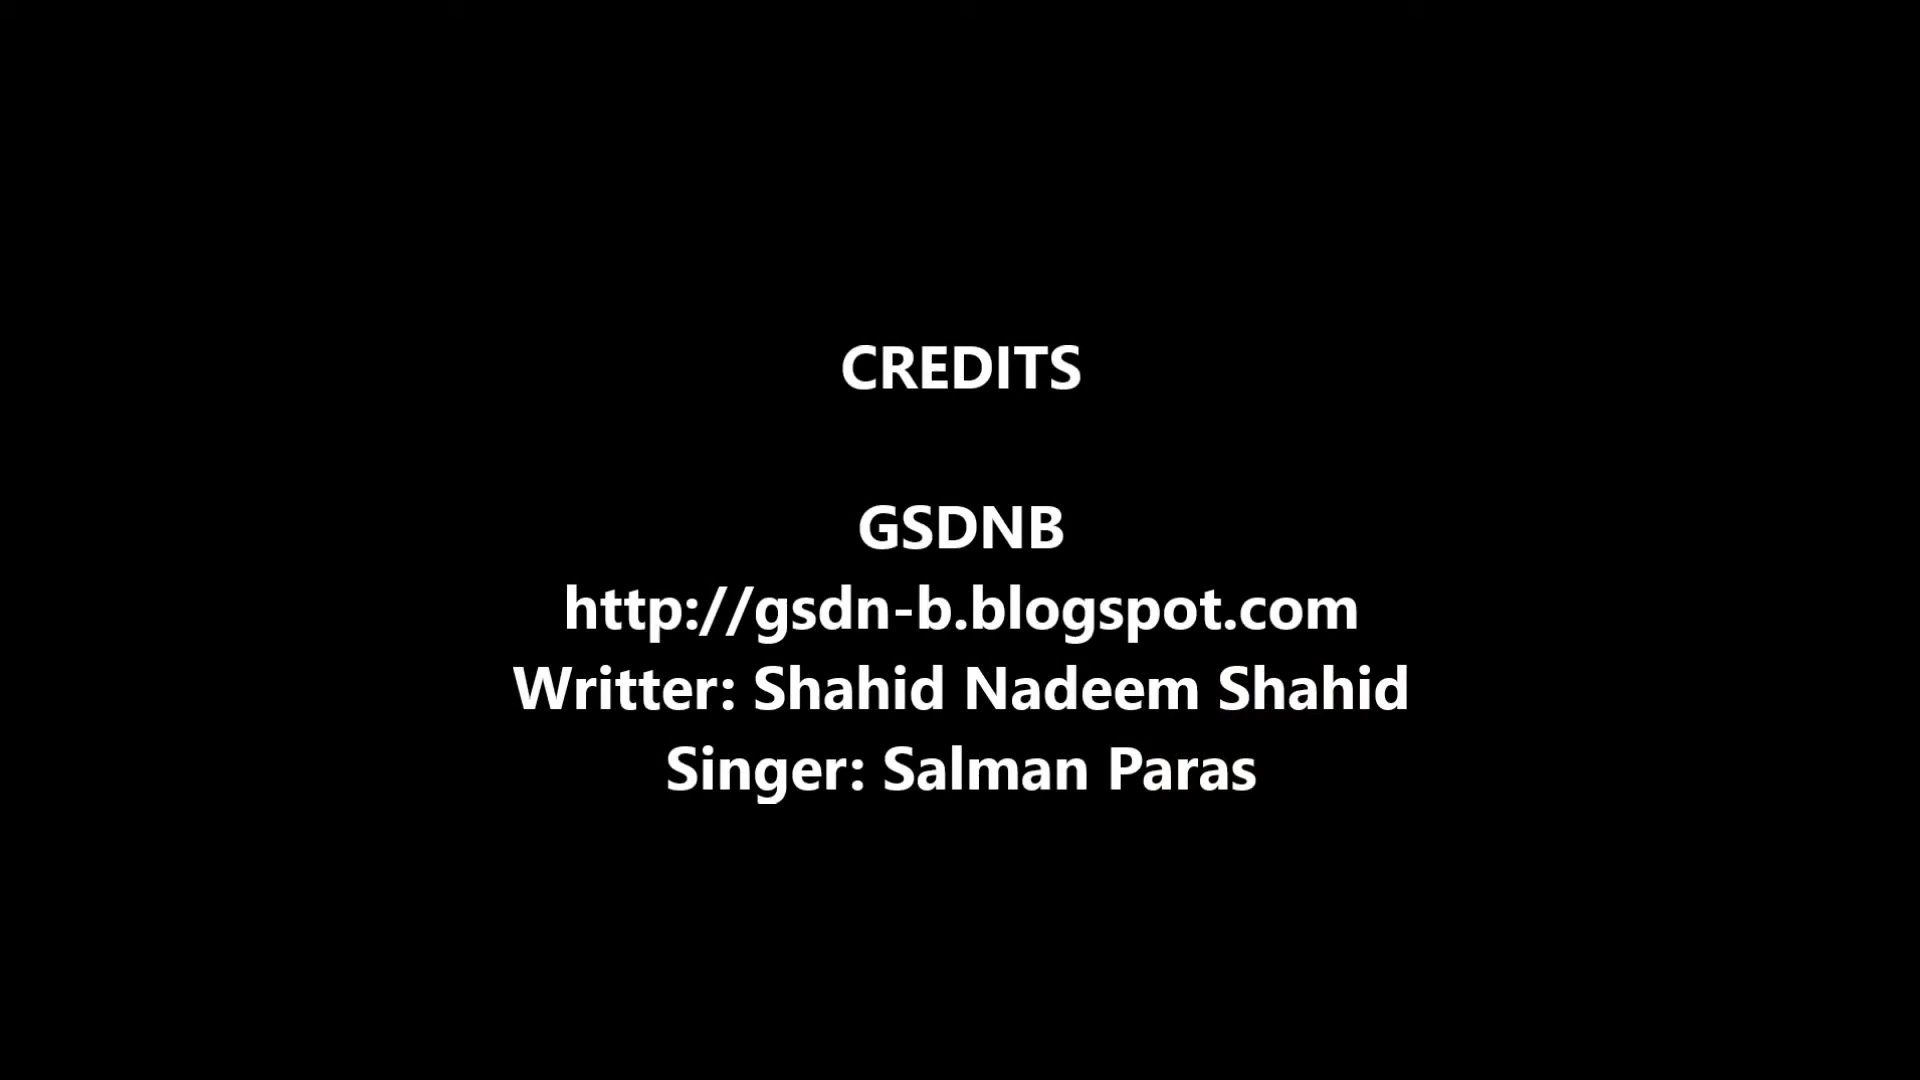 CREDITS
GSDNB
http://gsdn-b.blogspot.com
Writter: Shahid Nadeem Shahid
Singer: Salman Paras